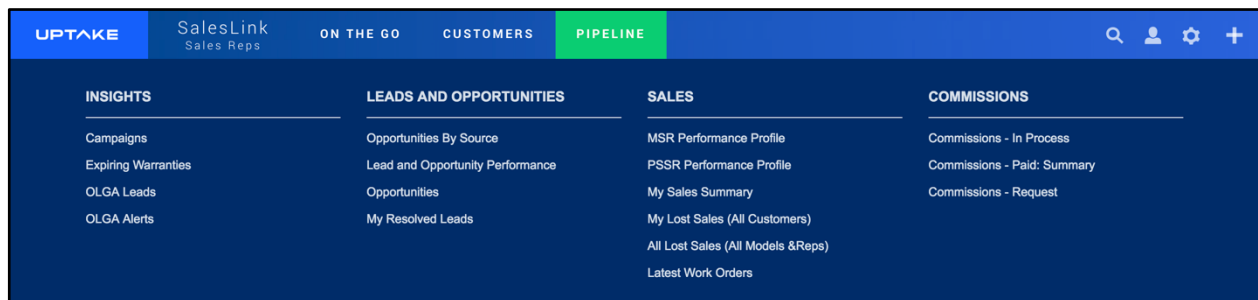 UPTAKE
SalesLink
Sales Reps
ON THE GO
CUSTOMERS
PIPELINE
INSIGHTS
Campaigns
Expiring Warranties
OLGA Leads
OLGA Alerts
LEADS AND OPPORTUNITIES
Opportunities By Source
Lead and Opportunity Performance
Opportunities
My Resolved Leads
SALES
MSR Performance Profile
PSSR Performance Profile
My Sales Summary
My Lost Sales (All Customers)
All Lost Sales (All Models &Reps)
Latest Work Orders
COMMISSIONS
Commissions - In Process
Commissions - Paid: Summary
Commissions - Request